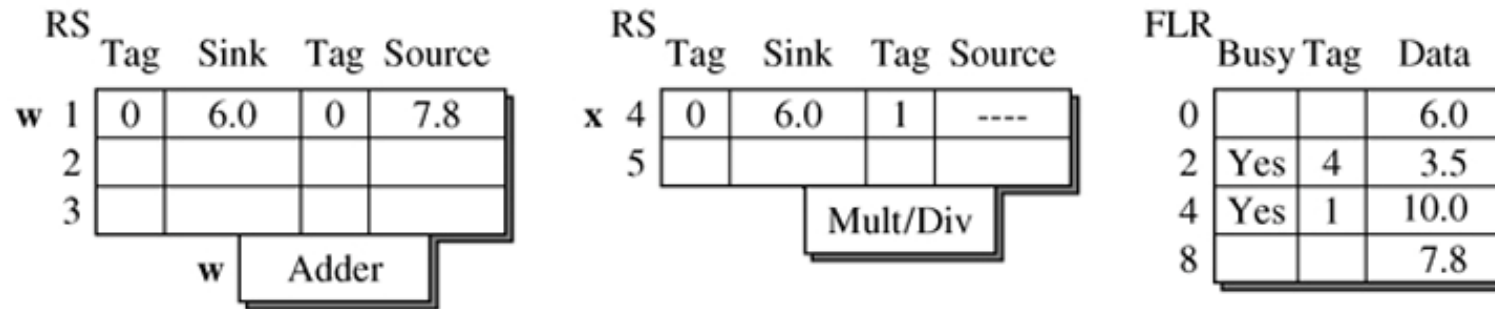 RS Tag Sink Tag Source
w 1 0 6.0 0 7.8
2
3
w Adder
RS Tag Sink Tag Source
x 4 0 6.0 1 ----
5
Mult/Div
FLR Busy Tag Data
0 6.0
2 Yes 4 3.5
4 Yes 1 10.0
8 7.8